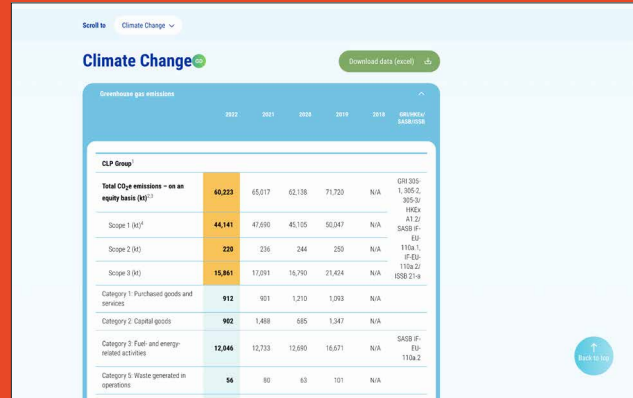 Scroll to Climate Change
Climate Change
Download data (excel)
Greenhouse gas emissions
2022 2021 2020 2019 2018 GRI/HKEx/
SASB/ISSB
CLP Group1
Total CO2e emissions – on an
equity basis (kt)2,3 60,223 65,017 62,138 71,720 N/A GRI 305-
1, 305-2,
305-3/
HKEx
A1.2/
SASB IF-
EU-
110a.1,
IF-EU-
110a.2/
ISSB 21-a
Scope 1 (kt)4 44,141 47,690 45,105 50,047 N/A
Scope 2 (kt) 220 236 244 250 N/A
Scope 3 (kt) 15,861 17,091 16,790 21,424 N/A
Category 1: Purchased goods and
services 912 901 1,210 1,093 N/A
Category 2: Capital goods 902 1,488 685 1,347 N/A
Category 3: Fuel- and energy-
related activities 12,046 12,733 12,690 16,671 N/A SASB IF-
EU-
110a.2
Category 5: Waste generated in
operations 56 80 63 101 N/A
Back to top